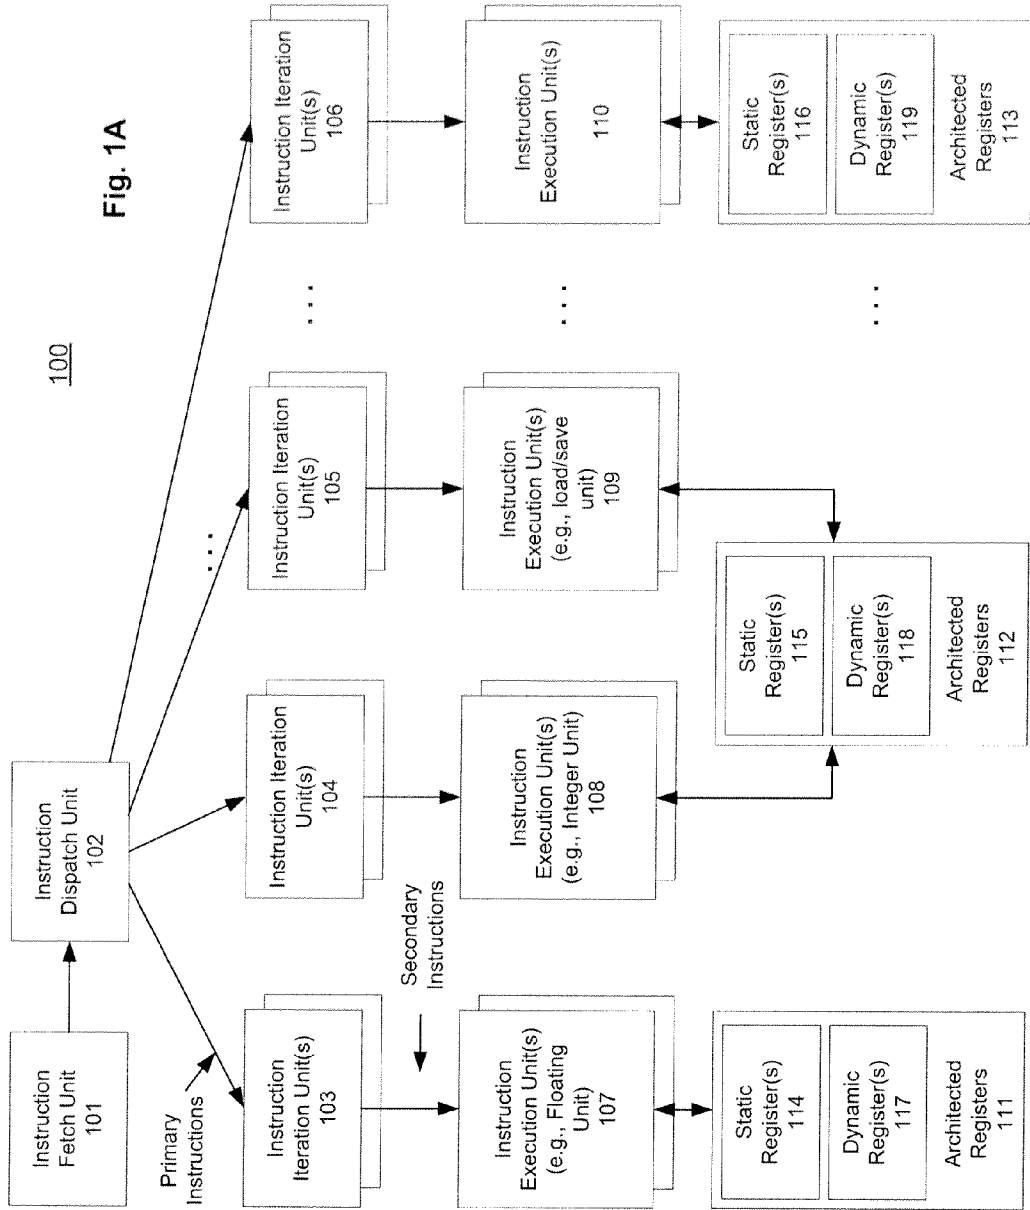 Fig. 1A
100
Instruction
Fetch Unit
101
Instruction
Dispatch Unit
102
Primary
Instructions
Instruction
Iteration Unit(s)
103
Instruction Iteration
Unit(s)
104
. . .
Instruction Iteration
Unit(s)
105
. . .
Instruction Iteration
Unit(s)
106
Secondary
Instructions
Instruction
Execution Unit(s)
(e.g., Floating
Unit)
107
Instruction
Execution Unit(s)
(e.g., Integer Unit)
108
Instruction
Execution Unit(s)
(e.g., load/save
unit)
109
. . .
Instruction
Execution Unit(s)
110
Static
Register(s)
114
Dynamic
Register(s)
117
Architected
Registers
111
Static
Register(s)
115
Dynamic
Register(s)
118
Architected
Registers
112
. . .
Static
Register(s)
116
Dynamic
Register(s)
119
Architected
Registers
113